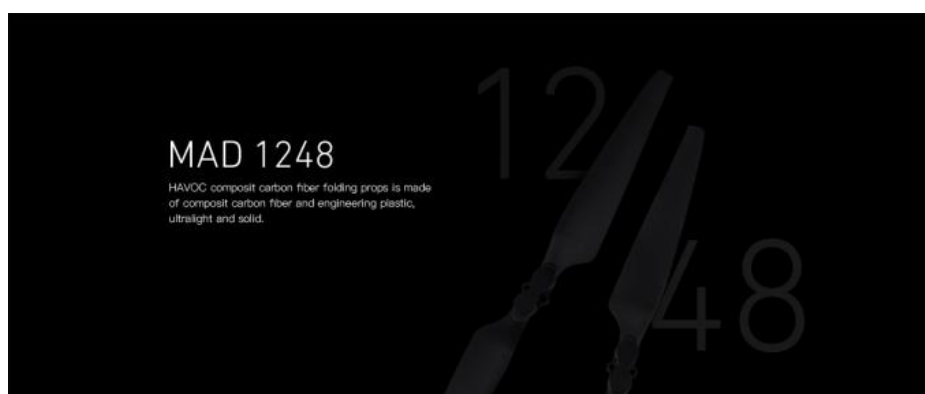 12
MAD 1248
HAVOC composit carbon fiber folding props is made
of composit carbon fiber and engineering plastic,
ultralight and solid.
48